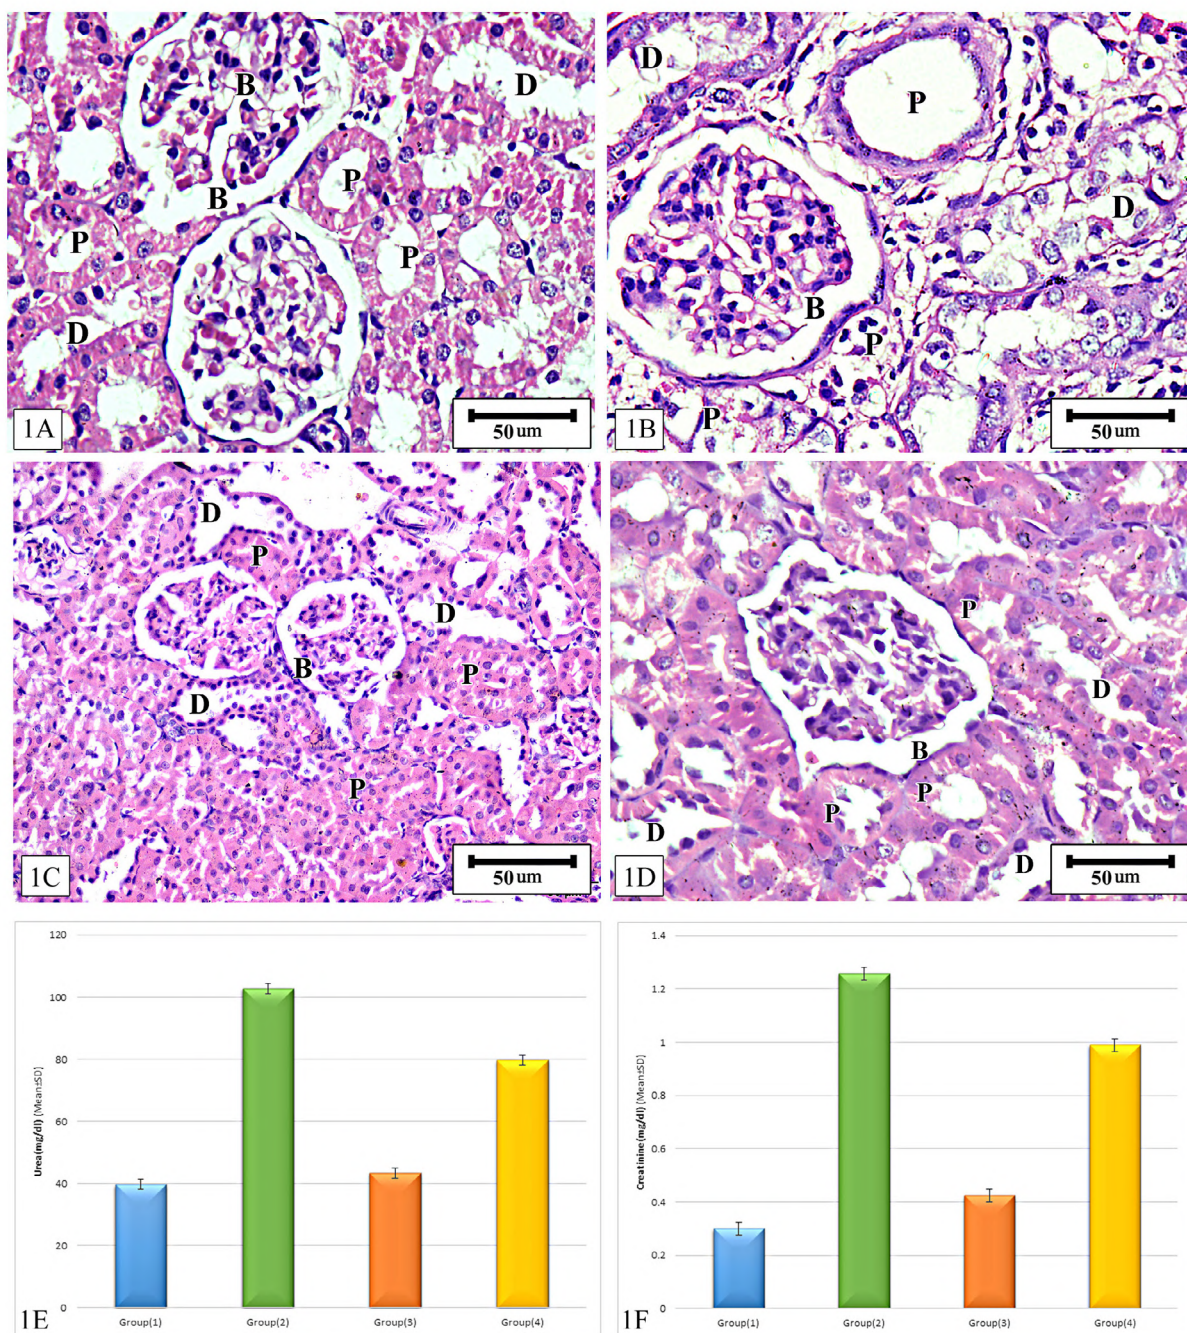 B
D
B
P
P
P
D
1A
50 um
D
P
D
B
P
P
1B
50 um
D
P
D
P
B
D
P
1C
50 um
P
D
B
P
P
D
D
1D
50 um
120
100
80
60
40
20
0
Urea(mg/dl) (Mean±SD)
Group(1) Group(2) Group(3) Group(4)
1E
1.4
1.2
1
0.8
0.6
0.4
0.2
0
Creatinine(mg/dl) (Mean±SD)
Group(1) Group(2) Group(3) Group(4)
1F